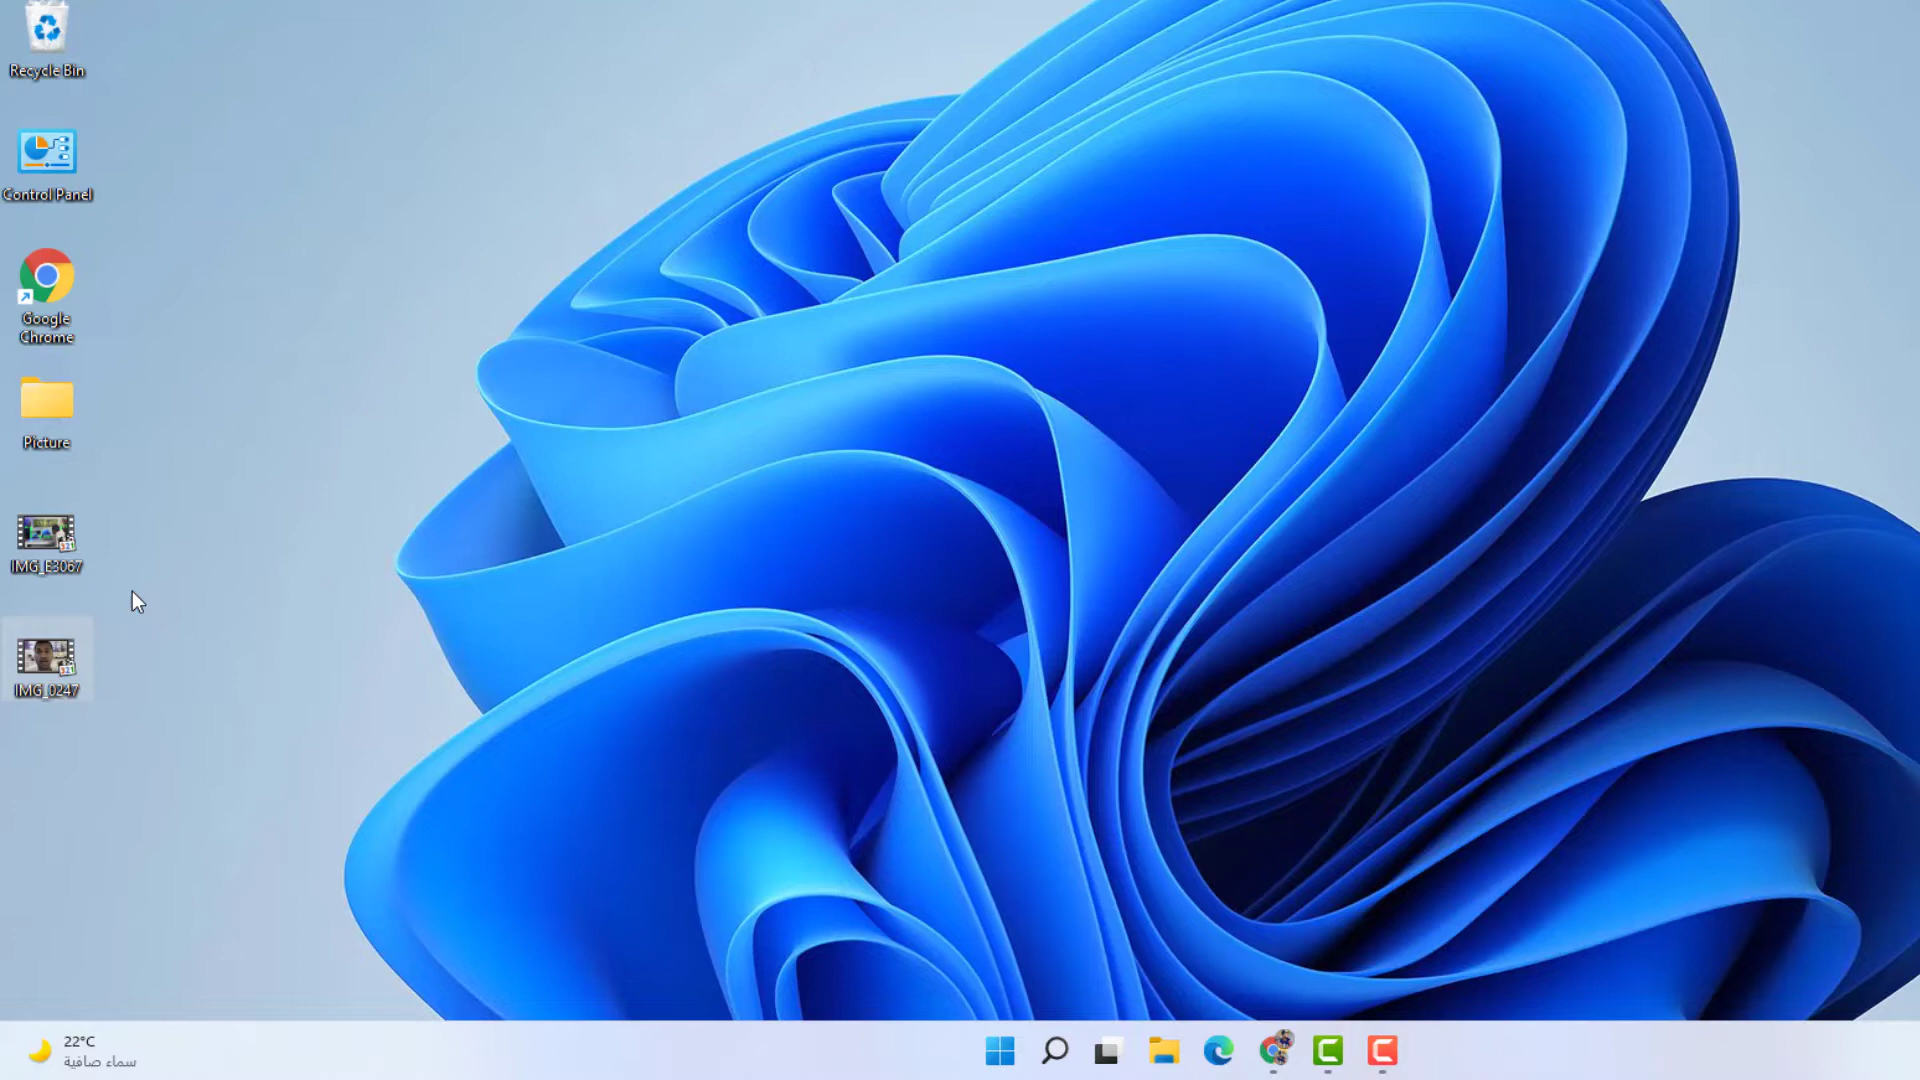 Recycle Bin
Control Panel
Google
Chrome
Picture
IMG_E3067
IMG_0247
22°C
سماء صافية